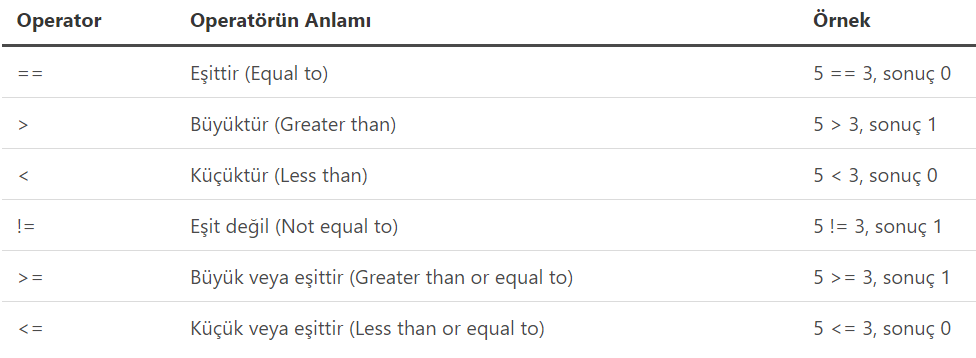 Operator Operatörün Anlamı Örnek
== Eşittir (Equal to) 5 == 3, sonuç 0
> Büyüktür (Greater than) 5 > 3, sonuç 1
< Küçüktür (Less than) 5 < 3, sonuç 0
!= Eşit değil (Not equal to) 5 != 3, sonuç 1
>= Büyük veya eşittir (Greater than or equal to) 5 >= 3, sonuç 1
<= Küçük veya eşittir (Less than or equal to) 5 <= 3, sonuç 0